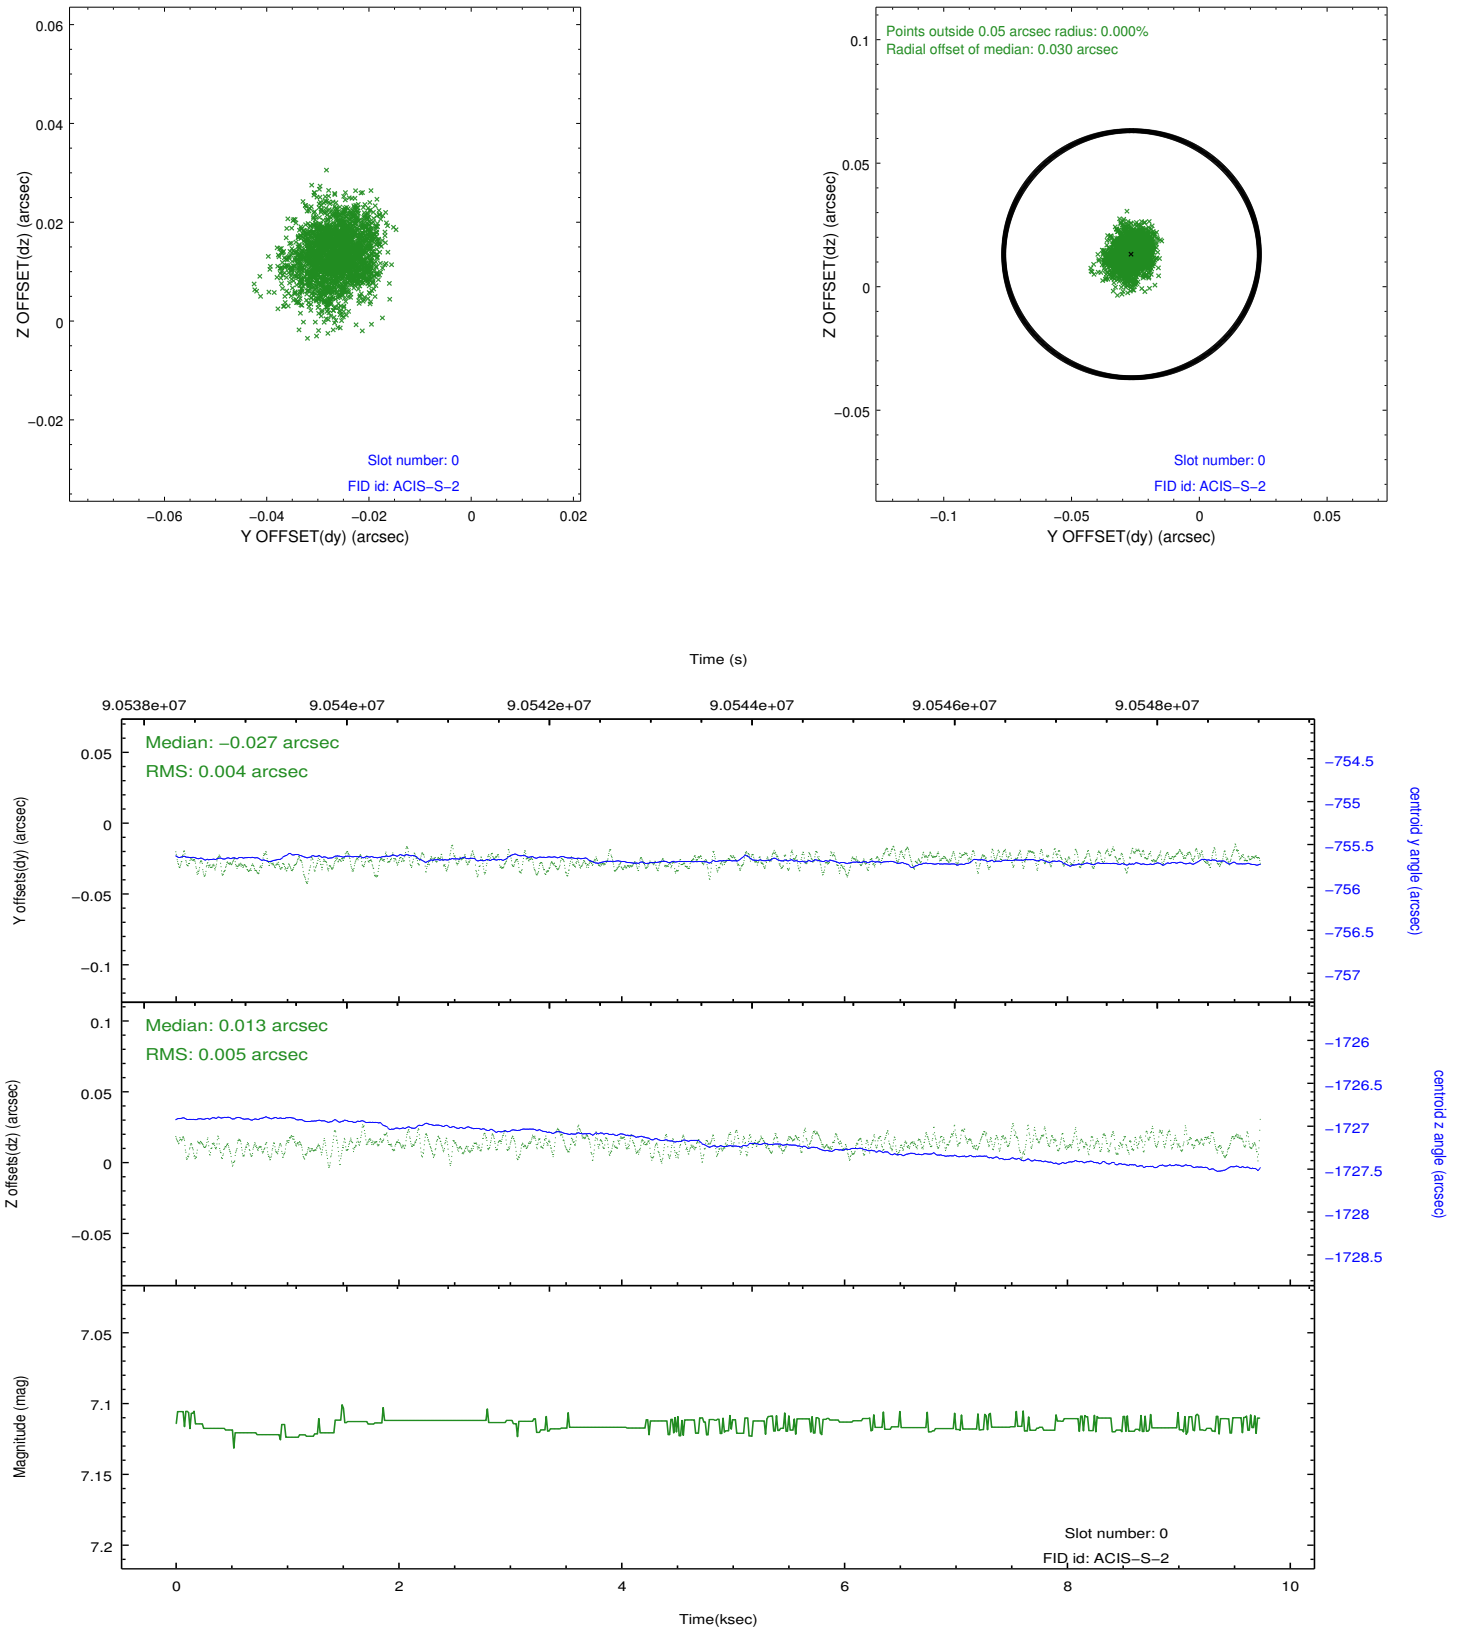 0.06
0.04
0.02
0
−0.02
Z OFFSET(dz) (arcsec)
Slot number: 0
FID id: ACIS−S−2
−0.06
−0.04
−0.02
0
0.02
Y OFFSET(dy) (arcsec)
Points outside 0.05 arcsec radius: 0.000%
Radial offset of median: 0.030 arcsec
0.1
0.05
0
−0.05
Z OFFSET(dz) (arcsec)
Slot number: 0
FID id: ACIS−S−2
−0.1
−0.05
0
0.05
Y OFFSET(dy) (arcsec)
Time (s)
9.0538e+07
9.054e+07
9.0542e+07
9.0544e+07
9.0546e+07
9.0548e+07
Median: −0.027 arcsec
RMS: 0.004 arcsec
0.05
0
−0.05
−0.1
Y offsets(dy) (arcsec)
−754.5
−755
−755.5
−756
−756.5
−757
centroid y angle (arcsec)
Median: 0.013 arcsec
RMS: 0.005 arcsec
0.1
0.05
0
−0.05
Z offsets(dz) (arcsec)
−1726
−1726.5
−1727
−1727.5
−1728
−1728.5
centroid z angle (arcsec)
7.05
7.1
7.15
7.2
Magnitude (mag)
Slot number: 0
FID id: ACIS−S−2
0
2
4
6
8
10
Time(ksec)